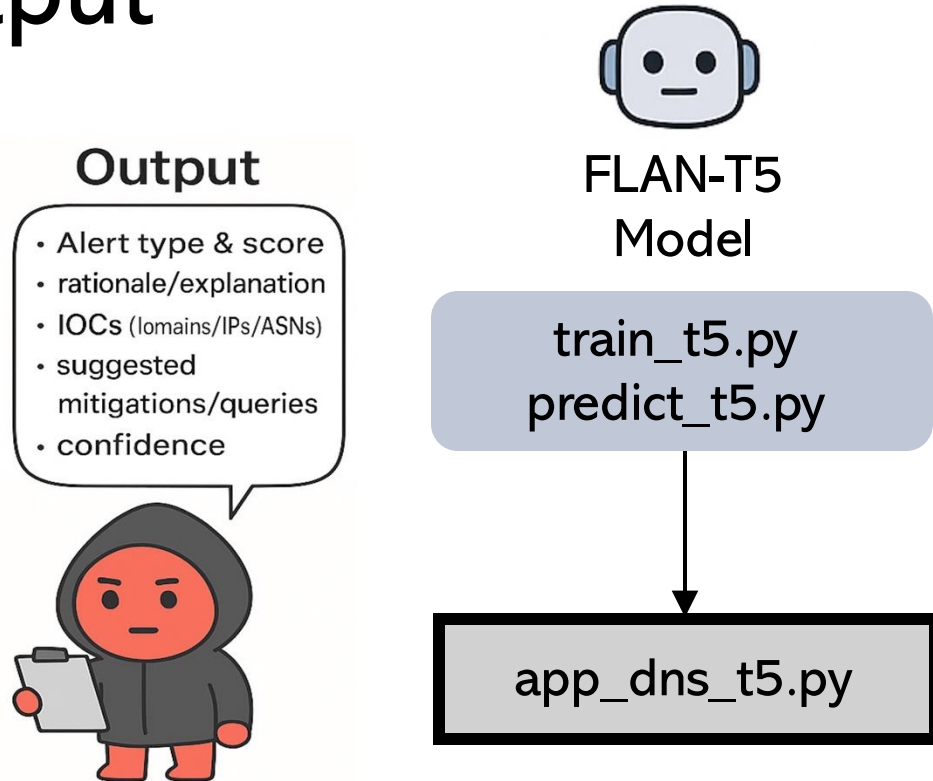 put
Output
• Alert type & score
• rationale/explanation
• IOCs (lomains/IPs/ASNs)
• suggested
mitigations/queries
• confidence
FLAN-T5
Model
train_t5.py
predict_t5.py
app_dns_t5.py